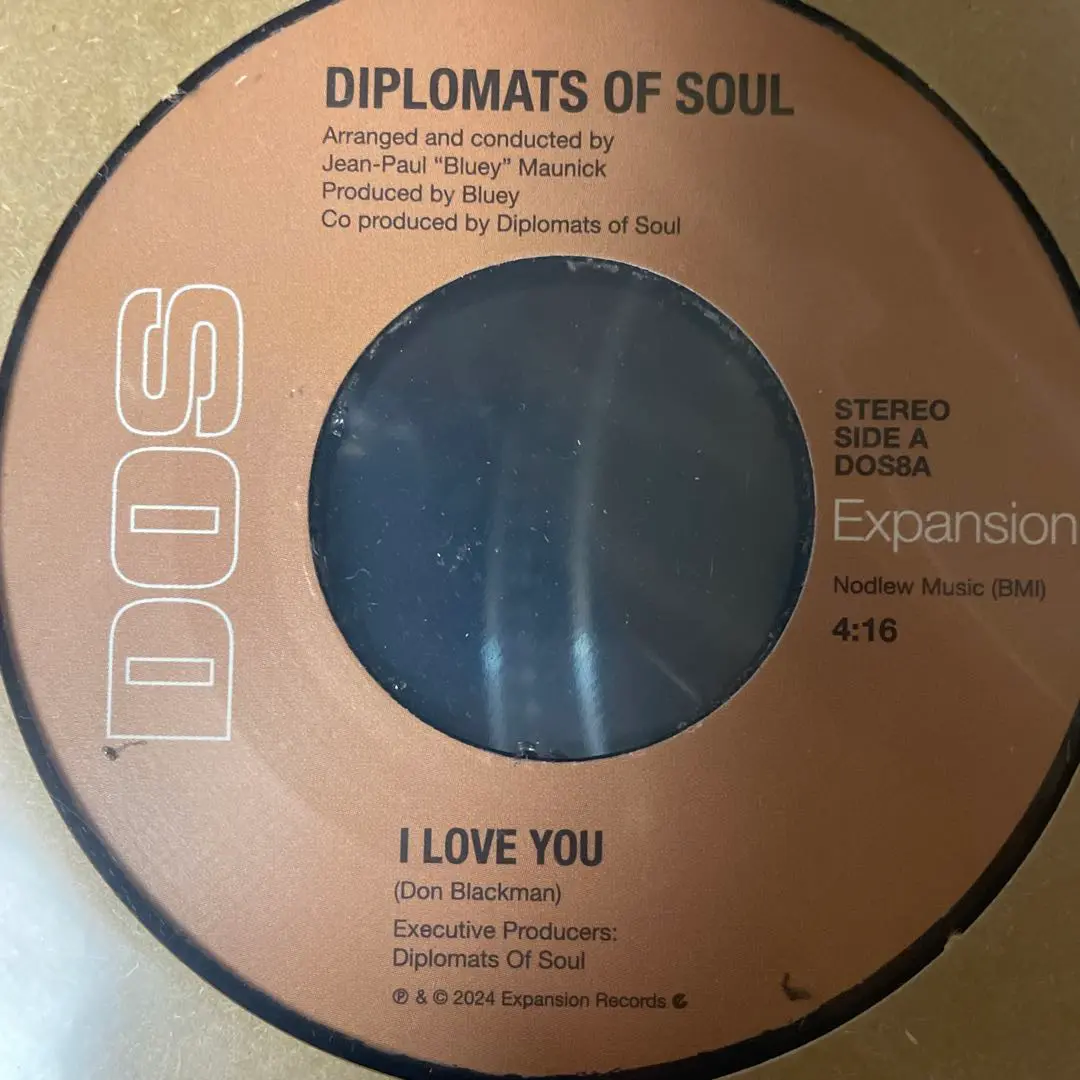 DIPLOMATS OF SOUL
Arranged and conducted by
Jean-Paul “Bluey” Maunick
Produced by Bluey
Co produced by Diplomats of Soul
DOS
STEREO
SIDE A
DOS8A
Expansion
Nodlew Music (BMI)
4:16
I LOVE YOU
(Don Blackman)
Executive Producers:
Diplomats Of Soul
℗ & © 2024 Expansion Records